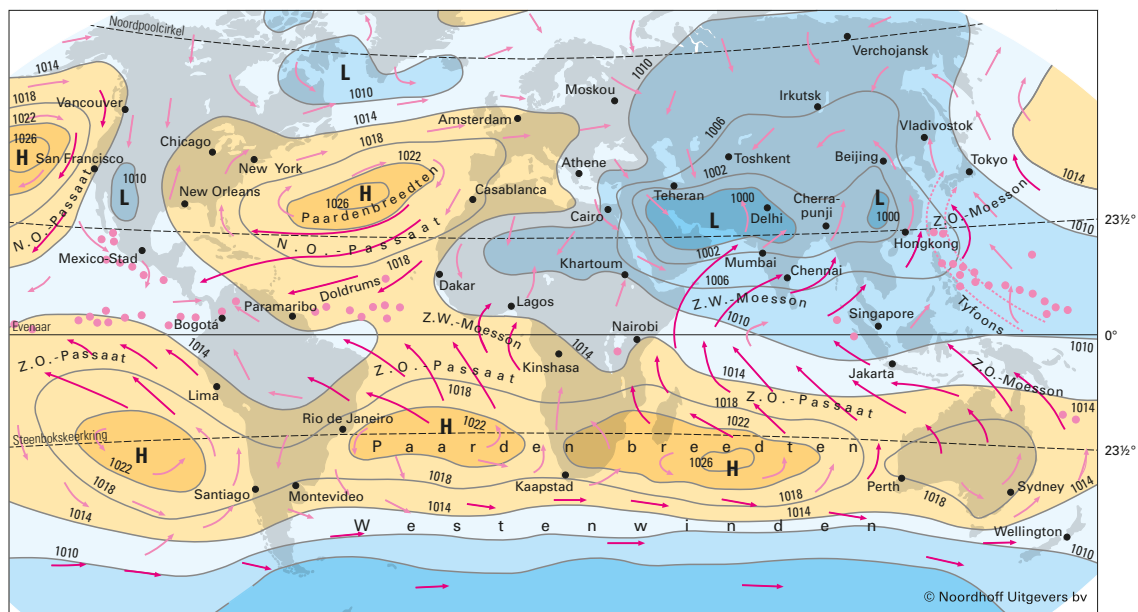 Noordpoolcirkel
Verchojansk
1014
L
1010
1010
Moskou
Irkutsk
1018
Vancouver
1014
Amsterdam
1006
Vladivostok
1022
1018
1026
Chicago
Toshkent
Beijing
Tokyo
H
San Francisco
New York
1022
Athene
1002
1014
1010
L
New Orleans
H
1026
Paardenbreedten
Casablanca
Teheran
1000
Delhi
Cherra-
punji
L
1000
N.O.-Passaat
Cairo
L
Z.O.-Moesson
1010
23½°
N.O.-Passaat
Hongkong
Mexico-Stad
1018
Khartoum
1002
Mumbai
Doldrums
Dakar
Chennai
1006
Paramaribo
Lagos
Z.W.-Moesson
Tyfoons
Bogotá
Z.W.-Moesson
1010
Singapore
Evenaar
Nairobi
0°
1014
1014
1010
Z.O.-Passaat
Z.O.-Passaat
Kinshasa
Jakarta
Z.O.-Moesson
Lima
1018
1018
Z.O.-Passaat
1014
Rio de Janeiro
H
1022
Steenbokskeerkring
Paardenbreedten
H
1022
1026
H
23½°
1018
Santiago
Montevideo
1018
Kaapstad
1018
Perth
1018
Sydney
1014
1014
1014
1014
Westenwinden
Wellington
1010
1010
© Noordhoff Uitgevers bv